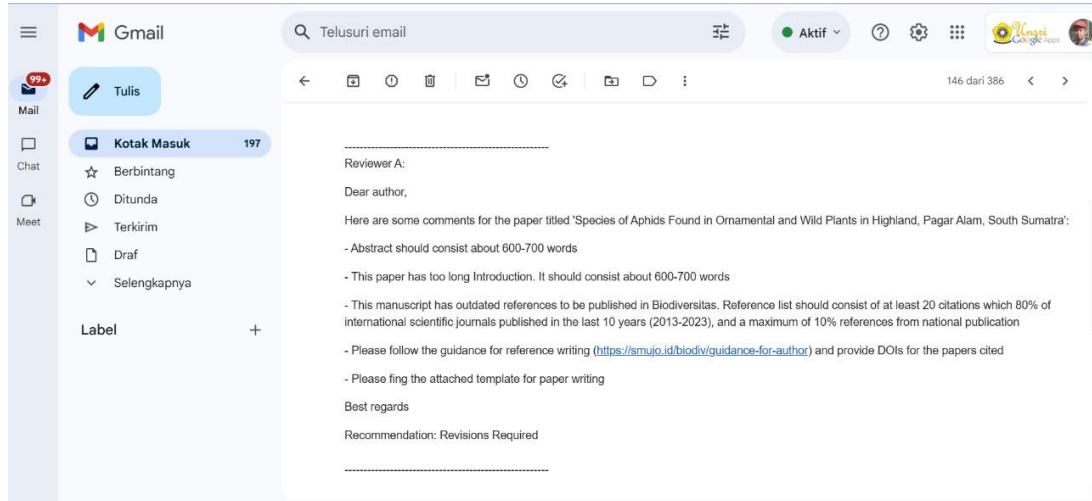 Gmail
Telusuri email
Aktif
Ungri
Google Apps
99+
Mail
Tulis
146 dari 386
Chat
Meet
Kotak Masuk 197
Berbintang
Ditunda
Terkirim
Draf
Selengkapnya
Label
-------------------------------------------------------
Reviewer A:
Dear author,
Here are some comments for the paper titled 'Species of Aphids Found in Ornamental and Wild Plants in Highland, Pagar Alam, South Sumatra':
- Abstract should consist about 600-700 words
- This paper has too long Introduction. It should consist about 600-700 words
- This manuscript has outdated references to be published in Biodiversitas. Reference list should consist of at least 20 citations which 80% of
international scientific journals published in the last 10 years (2013-2023), and a maximum of 10% references from national publication
- Please follow the guidance for reference writing (https://smujo.id/biodiv/guidance-for-author) and provide DOIs for the papers cited
- Please fing the attached template for paper writing
Best regards
Recommendation: Revisions Required
-------------------------------------------------------